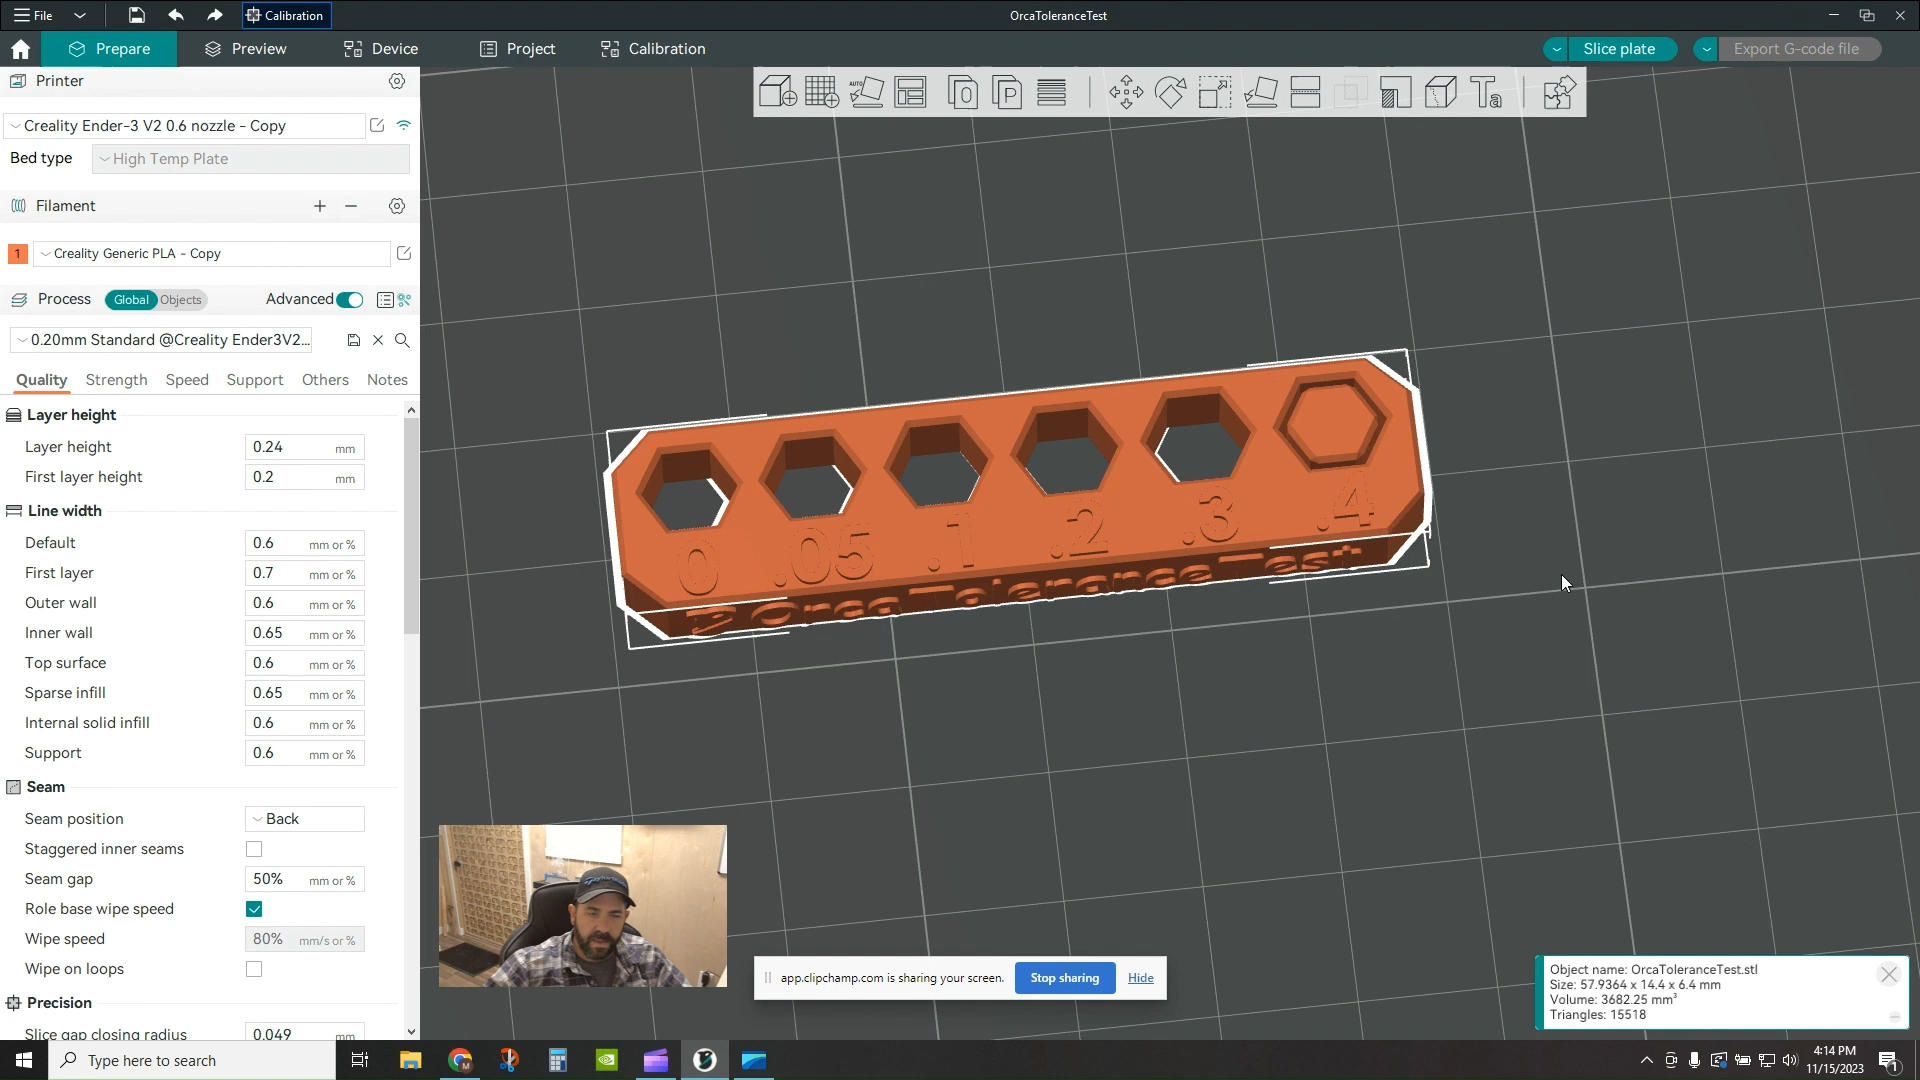 File
Calibration
OrcaToleranceTest
Prepare
Preview
Device
Project
Calibration
Slice plate
Export G-code file
Printer
Creality Ender-3 V2 0.6 nozzle - Copy
Bed type
High Temp Plate
Filament
1
Creality Generic PLA - Copy
Process
Global
Objects
Advanced
0.20mm Standard @Creality Ender3V2...
Quality
Strength
Speed
Support
Others
Notes
Layer height
Layer height 0.24 mm
First layer height 0.2 mm
Line width
Default 0.6 mm or %
First layer 0.7 mm or %
Outer wall 0.6 mm or %
Inner wall 0.65 mm or %
Top surface 0.6 mm or %
Sparse infill 0.65 mm or %
Internal solid infill 0.6 mm or %
Support 0.6 mm or %
Seam
Seam position Back
Staggered inner seams
Seam gap 50% mm or %
Role base wipe speed
Wipe speed 80% mm/s or %
Wipe on loops
Precision
Slice gap closing radius 0.049 mm
AUTO
0
P
Ta
0 .05 .1 .2 .3 .4
OrcaToleranceTest
app.clipchamp.com is sharing your screen.
Stop sharing
Hide
Object name: OrcaToleranceTest.stl
Size: 57.9364 x 14.4 x 6.4 mm
Volume: 3682.25 mm³
Triangles: 15518
Type here to search
4:14 PM
11/15/2023
1